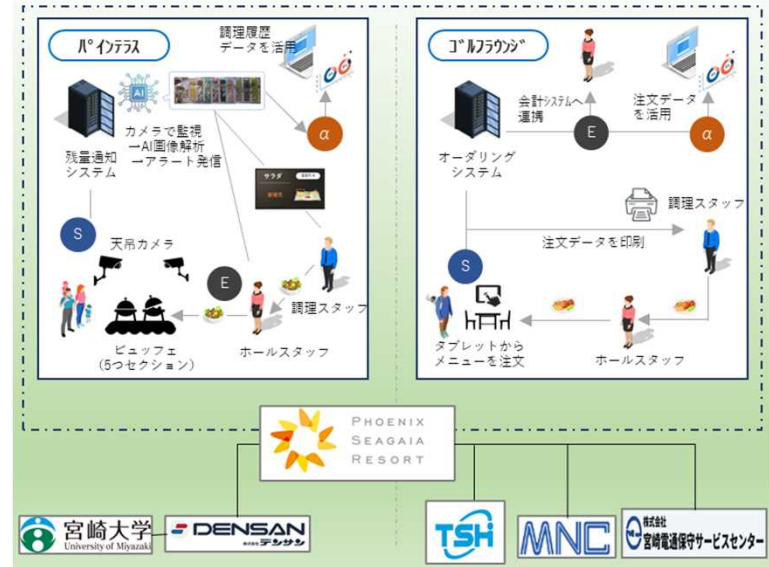 ﾊﾟｲﾝﾃﾗｽ
調理履歴
データを活用
AI
α
カメラで監視
→AI画像解析
→アラート発信
残量通知
システム
サラダ
S
天吊カメラ
E
調理スタッフ
ビュッフェ
(5つセクション)
ホールスタッフ
ｺﾞﾙﾌﾗｳﾝｼﾞ
会計ｼｽﾃﾑへ
連携
注文データ
を活用
E
α
オーダリング
システム
調理スタッフ
注文データを印刷
S
タブレットから
メニューを注文
ホールスタッフ
PHOENIX
SEAGAIA
RESORT
宮崎大学
University of Miyazaki
DENSAN
株式会社デンサン
TSH
MNC
株式会社
宮崎電通保守サービスセンター